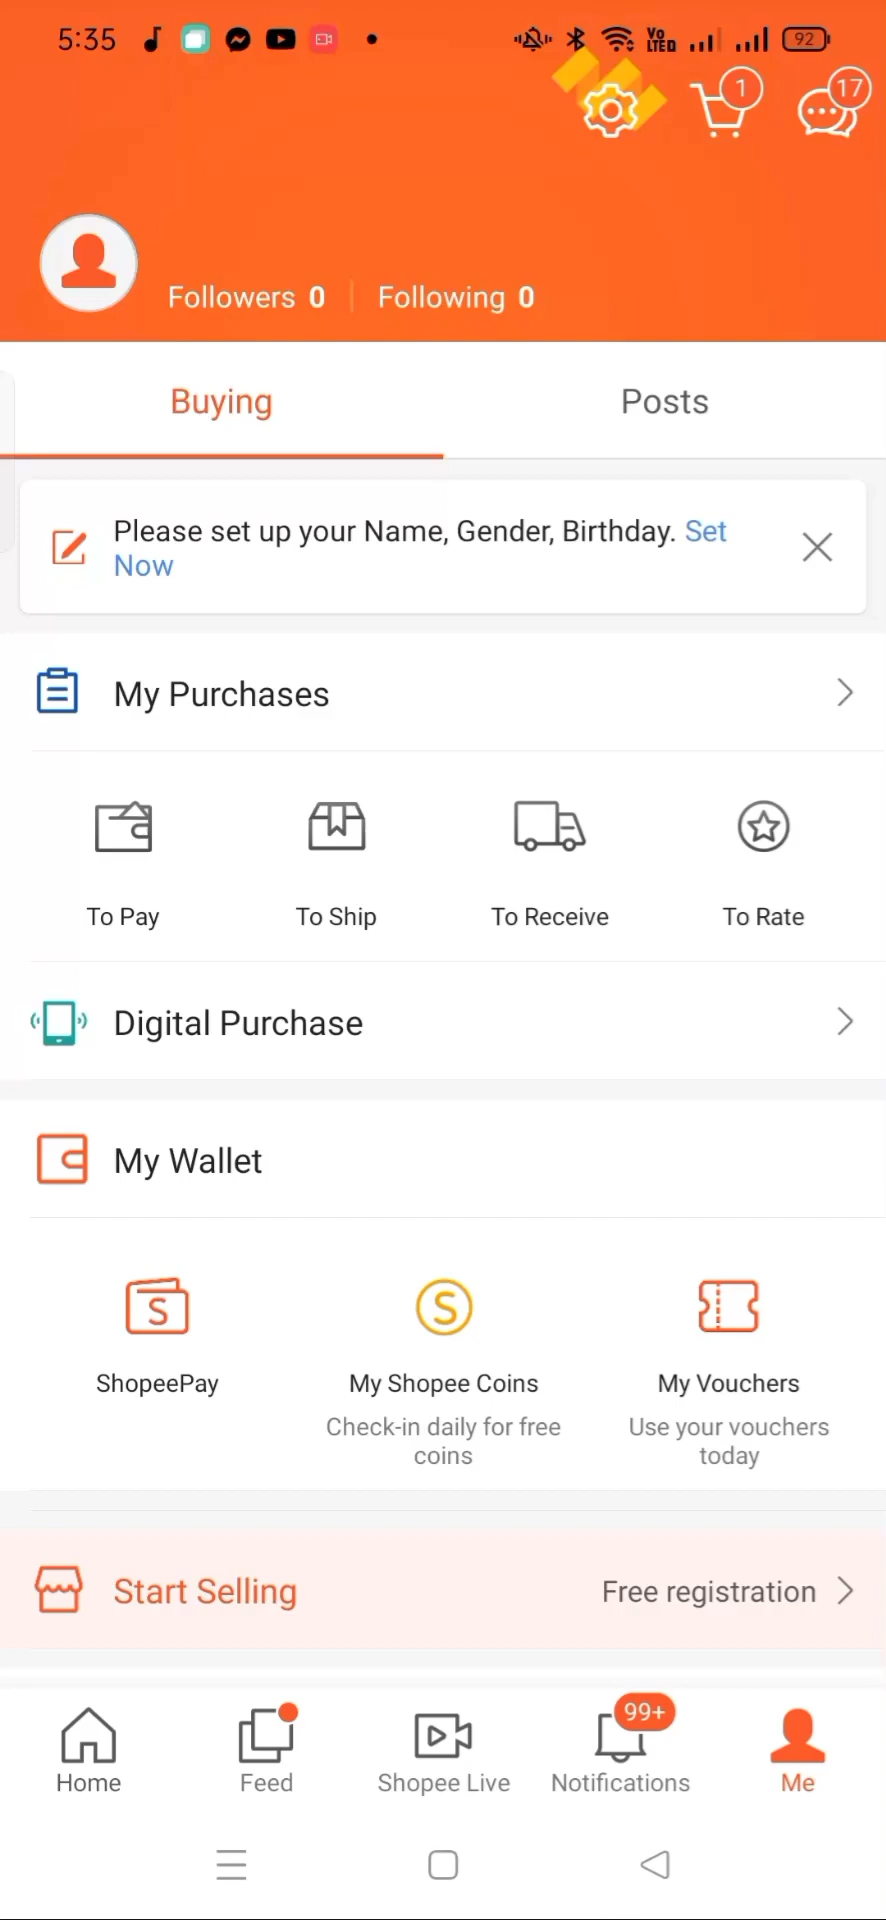 5:35
Vo
LTED
92
1
17
Followers 0
Following 0
Buying
Posts
Please set up your Name, Gender, Birthday. Set
Now
My Purchases
To Pay
To Ship
To Receive
To Rate
Digital Purchase
My Wallet
S
S
ShopeePay
My Shopee Coins
My Vouchers
Check-in daily for free
coins
Use your vouchers
today
Start Selling
Free registration
99+
Home
Feed
Shopee Live
Notifications
Me